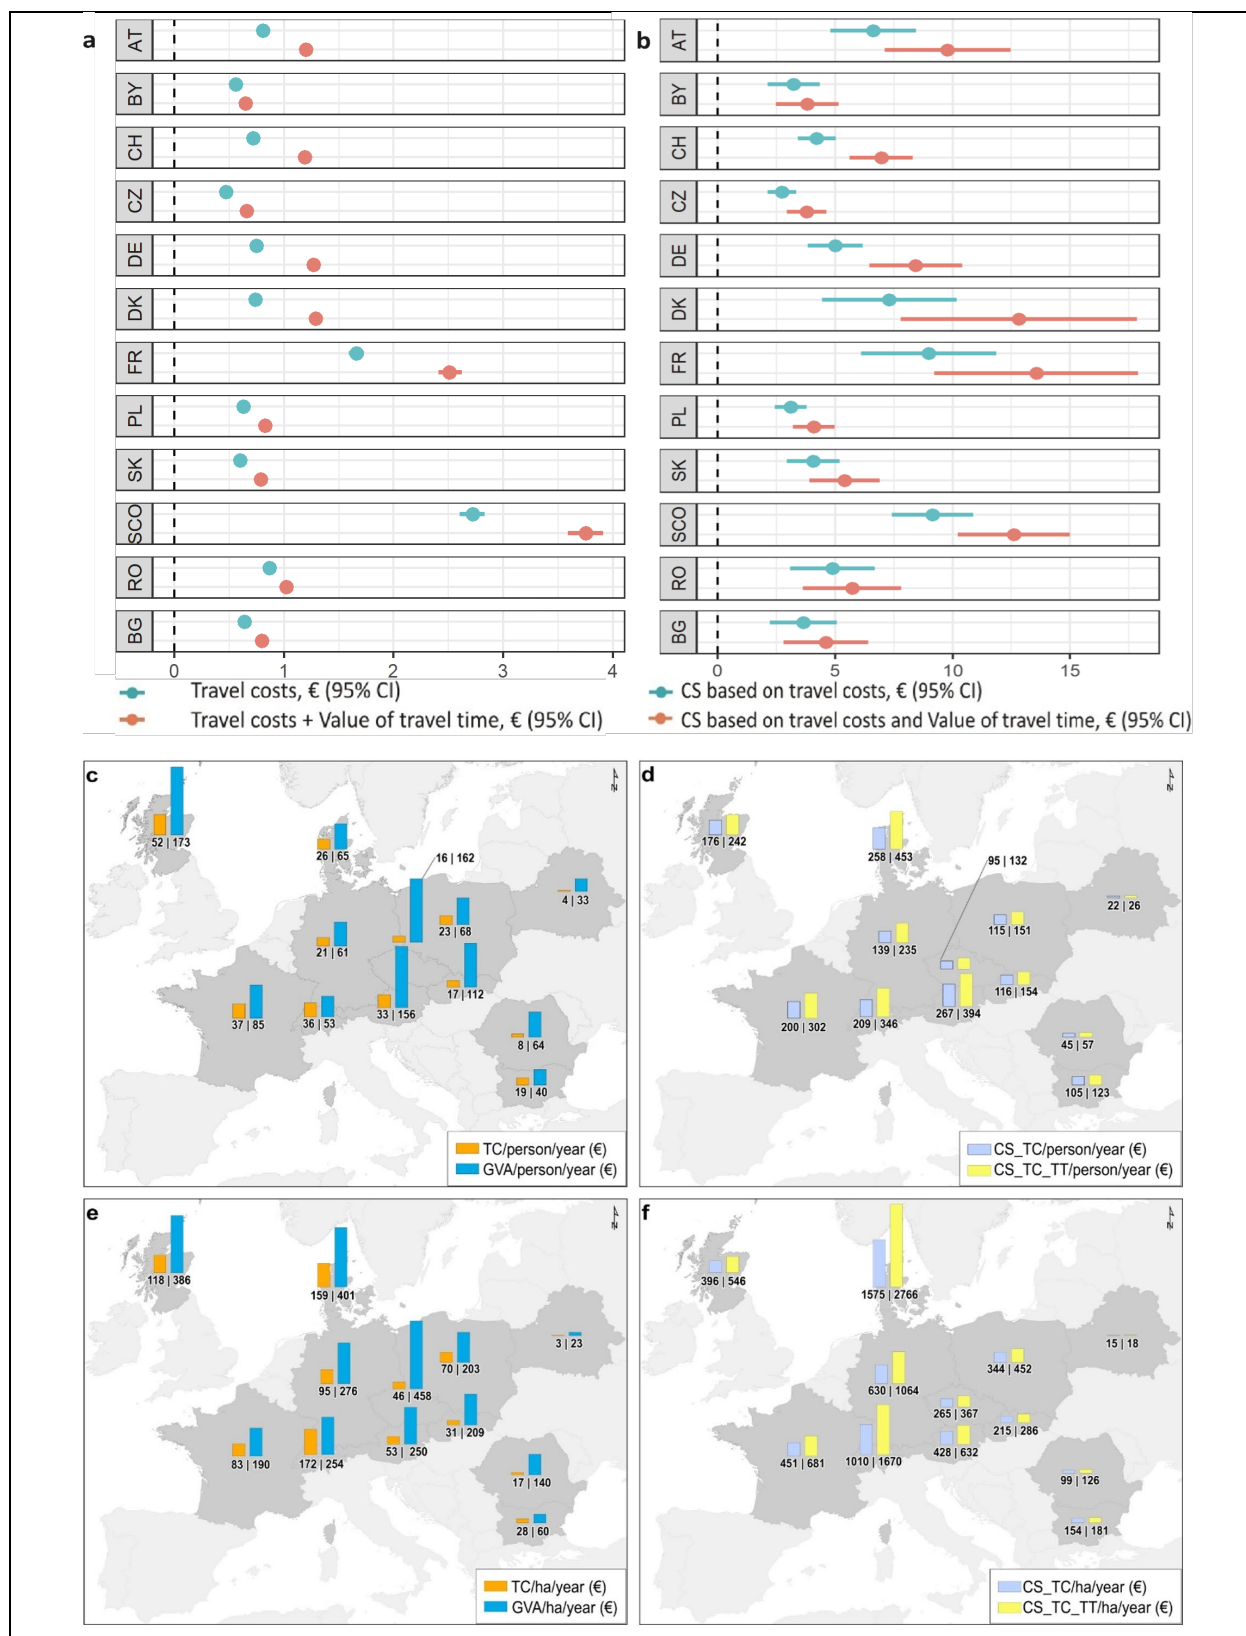 a
AT
BY
CH
CZ
DE
DK
FR
PL
SK
SCO
RO
BG
0 1 2 3 4
Travel costs, € (95% CI)
Travel costs + Value of travel time, € (95% CI)
b
AT
BY
CH
CZ
DE
DK
FR
PL
SK
SCO
RO
BG
0 5 10 15
CS based on travel costs, € (95% CI)
CS based on travel costs and Value of travel time, € (95% CI)
c
N
52 | 173
26 | 65
16 | 162
4 | 33
23 | 68
21 | 61
17 | 112
33 | 156
37 | 85
36 | 53
8 | 64
19 | 40
TC/person/year (€)
GVA/person/year (€)
d
N
176 | 242
258 | 453
95 | 132
22 | 26
115 | 151
139 | 235
116 | 154
267 | 394
200 | 302
209 | 346
45 | 57
105 | 123
CS_TC/person/year (€)
CS_TC_TT/person/year (€)
e
N
118 | 386
159 | 401
3 | 23
70 | 203
95 | 276
46 | 458
31 | 209
53 | 250
83 | 190
172 | 254
17 | 140
28 | 60
TC/ha/year (€)
GVA/ha/year (€)
f
N
396 | 546
1575 | 2766
15 | 18
344 | 452
630 | 1064
265 | 367
215 | 286
428 | 632
451 | 681
1010 | 1670
99 | 126
154 | 181
CS_TC/ha/year (€)
CS_TC_TT/ha/year (€)